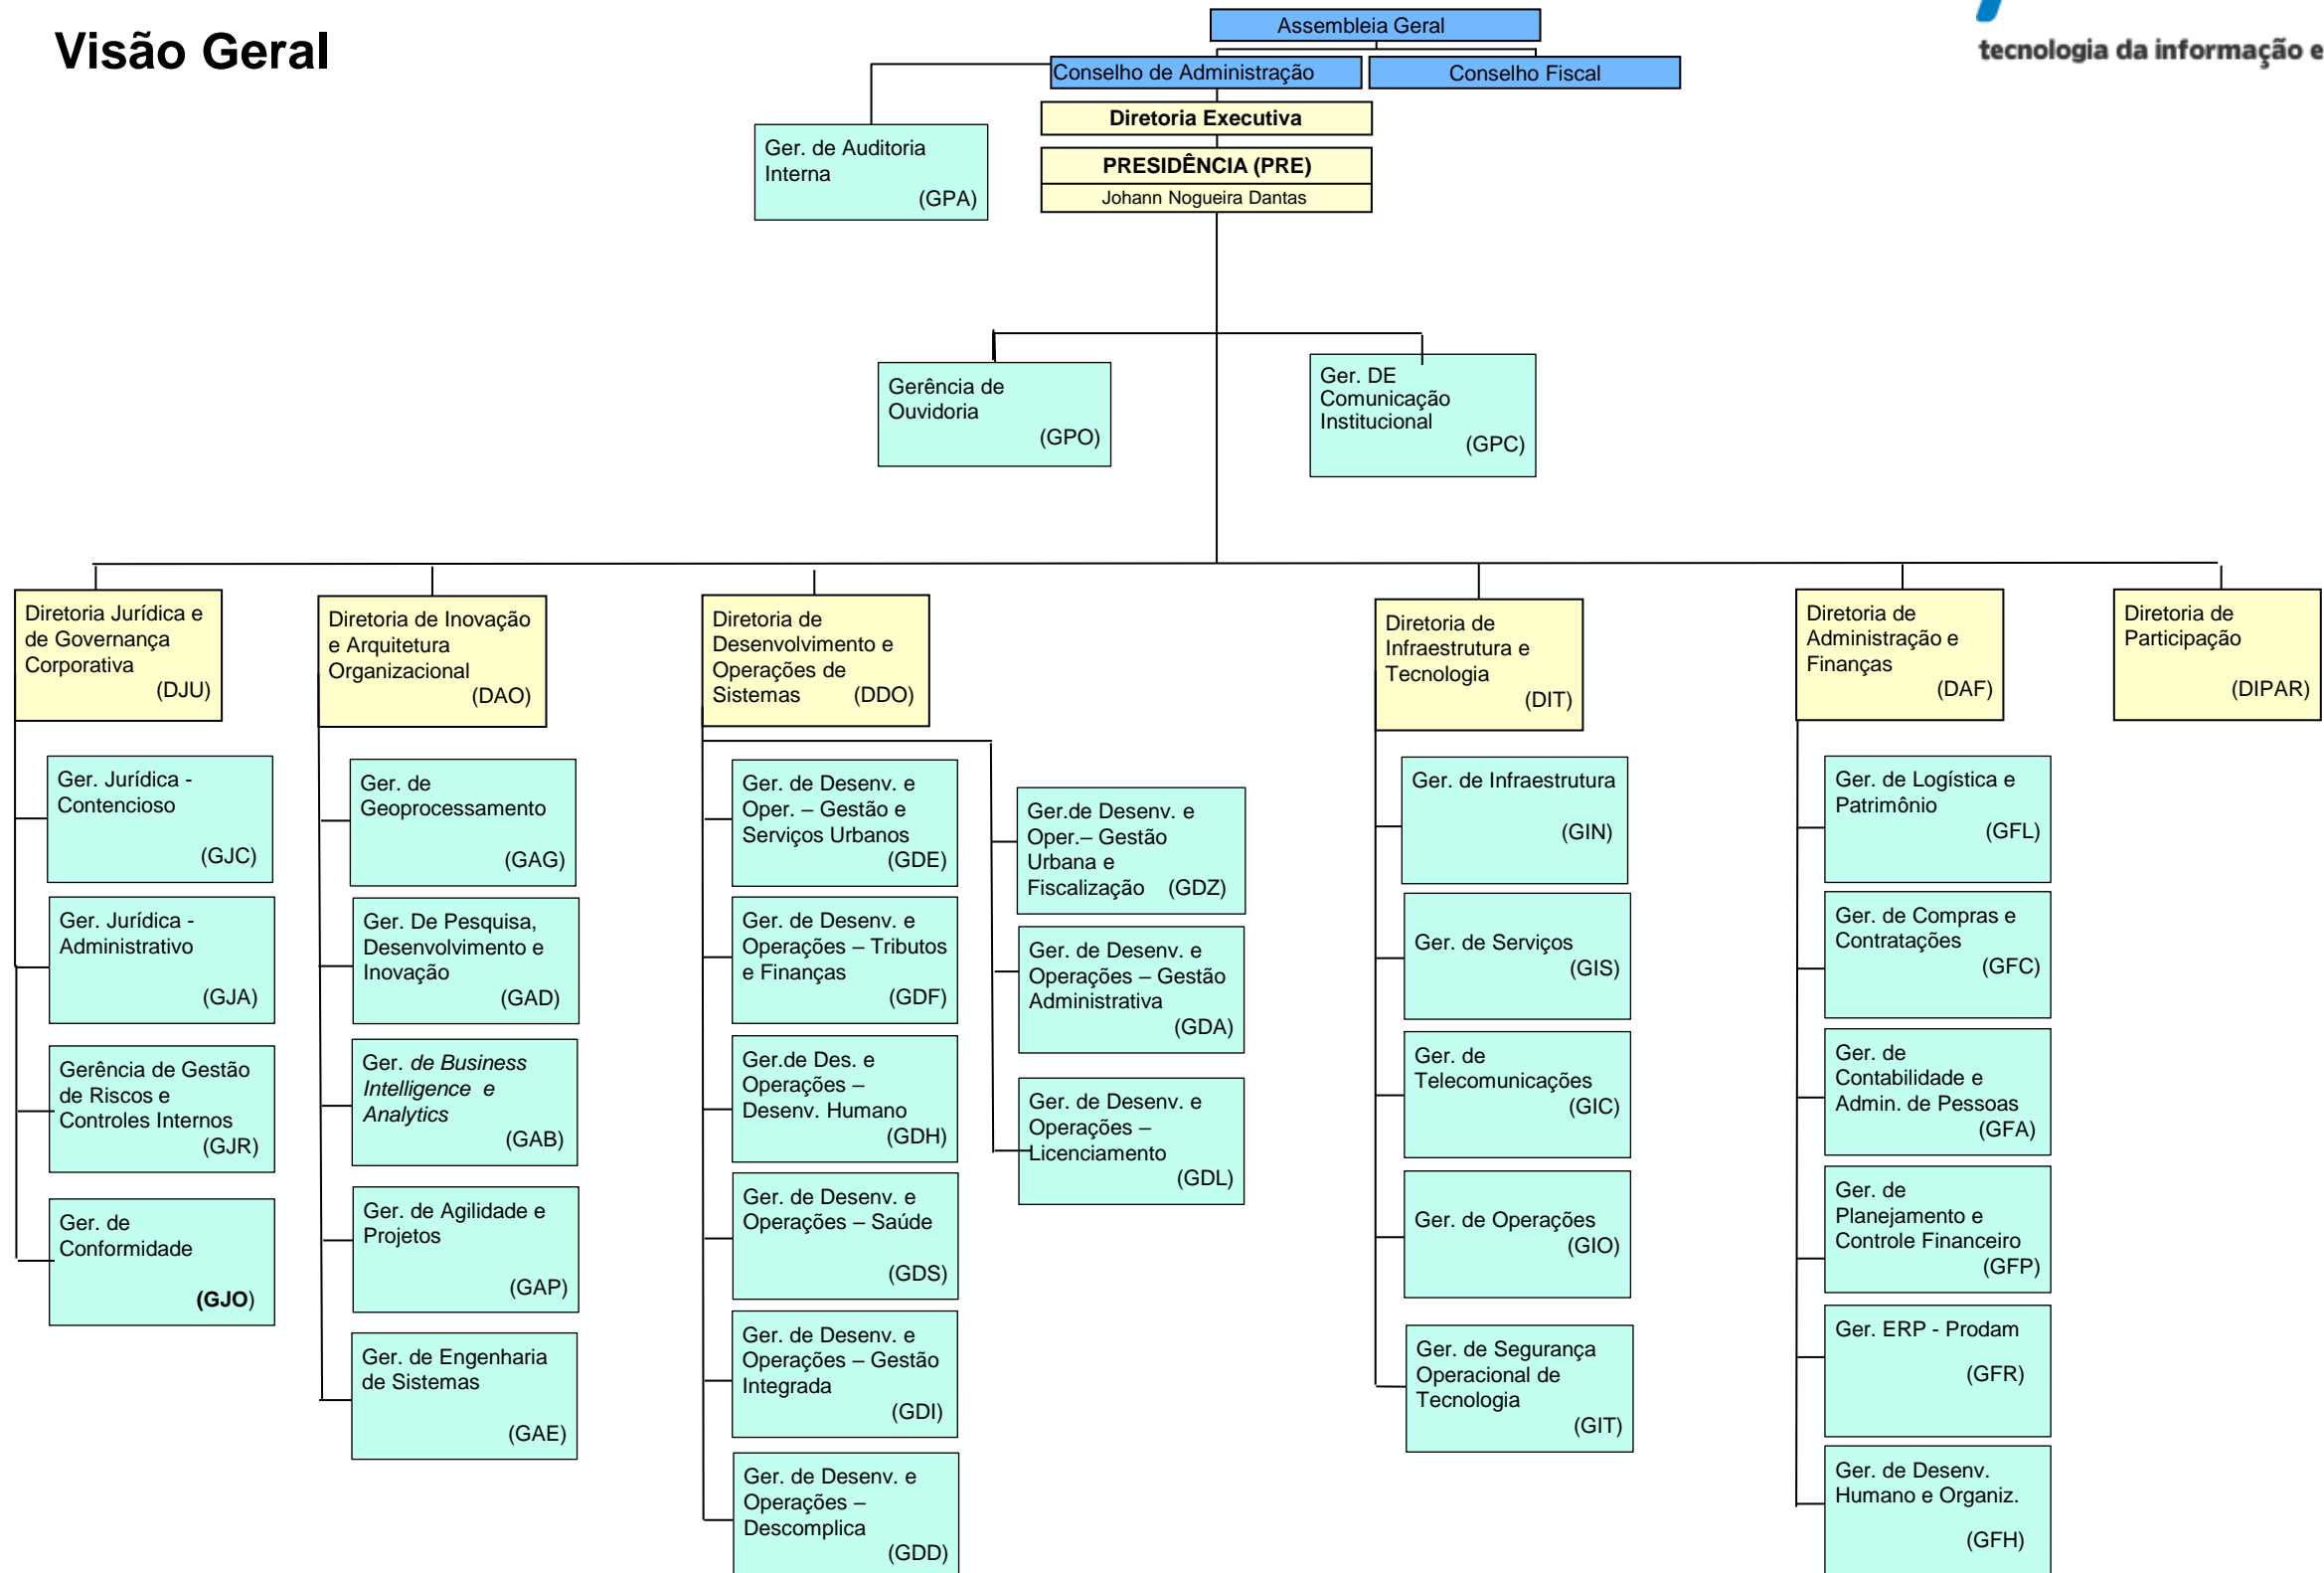 Visão Geral
tecnologia da informação e
Assembleia Geral
Conselho de Administração
Conselho Fiscal
Diretoria Executiva
PRESIDÊNCIA (PRE)
Johann Nogueira Dantas
Ger. de Auditoria
Interna
(GPA)
Gerência de
Ouvidoria
(GPO)
Ger. DE
Comunicação
Institucional
(GPC)
Diretoria Jurídica e
de Governança
Corporativa
(DJU)
Ger. Jurídica -
Contencioso
(GJC)
Ger. Jurídica -
Administrativo
(GJA)
Gerência de Gestão
de Riscos e
Controles Internos
(GJR)
Ger. de
Conformidade
(GJO)
Diretoria de Inovação
e Arquitetura
Organizacional
(DAO)
Ger. de
Geoprocessamento
(GAG)
Ger. De Pesquisa,
Desenvolvimento e
Inovação
(GAD)
Ger. de Business
Intelligence e
Analytics
(GAB)
Ger. de Agilidade e
Projetos
(GAP)
Ger. de Engenharia
de Sistemas
(GAE)
Diretoria de
Desenvolvimento e
Operações de
Sistemas (DDO)
Ger. de Desenv. e
Oper. – Gestão e
Serviços Urbanos
(GDE)
Ger. de Desenv. e
Operações – Tributos
e Finanças
(GDF)
Ger.de Des. e
Operações –
Desenv. Humano
(GDH)
Ger. de Desenv. e
Operações – Saúde
(GDS)
Ger. de Desenv. e
Operações – Gestão
Integrada
(GDI)
Ger. de Desenv. e
Operações –
Descomplica
(GDD)
Ger.de Desenv. e
Oper.– Gestão
Urbana e
Fiscalização (GDZ)
Ger. de Desenv. e
Operações – Gestão
Administrativa
(GDA)
Ger. de Desenv. e
Operações –
Licenciamento
(GDL)
Diretoria de
Infraestrutura e
Tecnologia
(DIT)
Ger. de Infraestrutura
(GIN)
Ger. de Serviços
(GIS)
Ger. de
Telecomunicações
(GIC)
Ger. de Operações
(GIO)
Ger. de Segurança
Operacional de
Tecnologia
(GIT)
Diretoria de
Administração e
Finanças
(DAF)
Ger. de Logística e
Patrimônio
(GFL)
Ger. de Compras e
Contratações
(GFC)
Ger. de
Contabilidade e
Admin. de Pessoas
(GFA)
Ger. de
Planejamento e
Controle Financeiro
(GFP)
Ger. ERP - Prodam
(GFR)
Ger. de Desenv.
Humano e Organiz.
(GFH)
Diretoria de
Participação
(DIPAR)